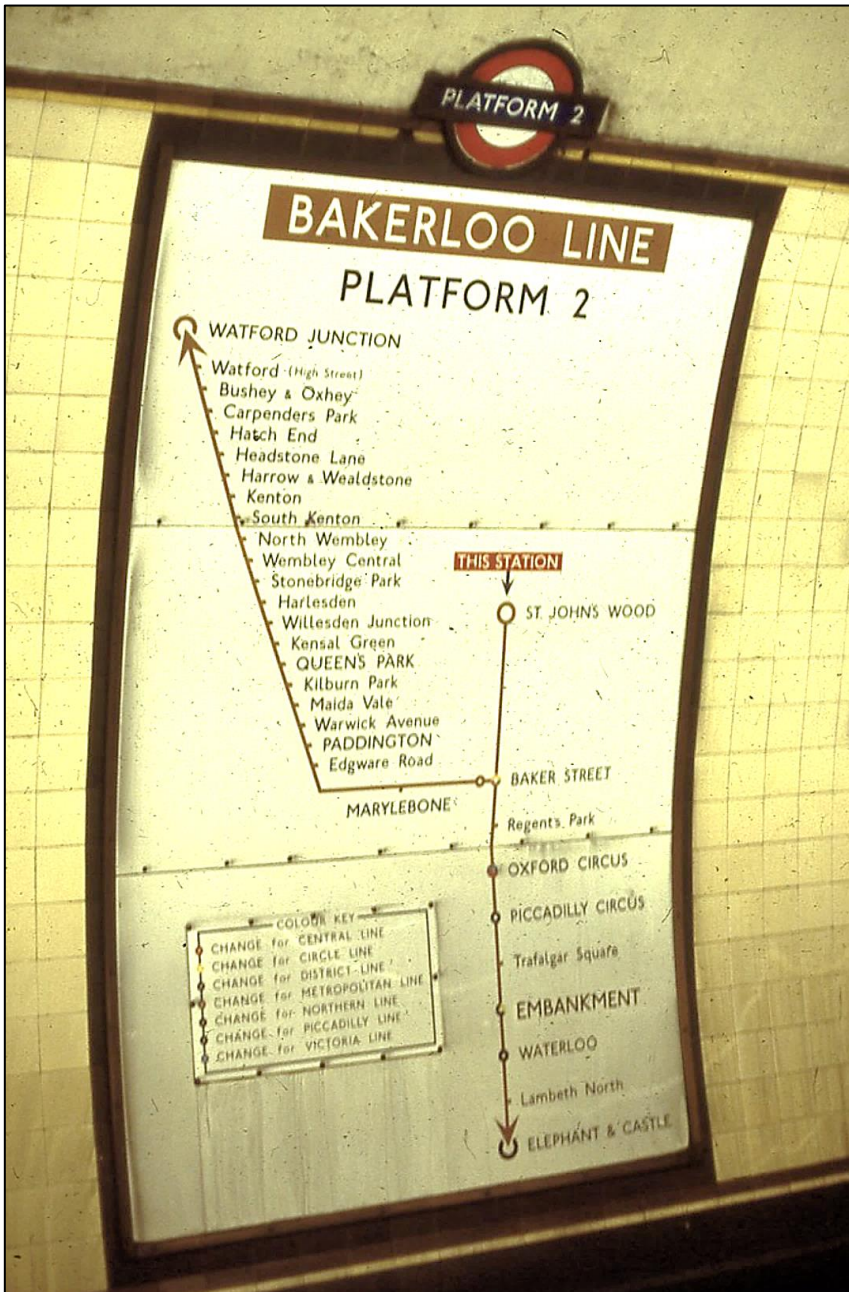 PLATFORM 2
BAKERLOO LINE
PLATFORM 2
WATFORD JUNCTION
Watford (High Street)
Bushey & Oxhey
Carpenders Park
Hatch End
Headstone Lane
Harrow & Wealdstone
Kenton
South Kenton
North Wembley
Wembley Central
Stonebridge Park
Harlesden
Willesden Junction
Kensal Green
QUEEN'S PARK
Kilburn Park
Maida Vale
Warwick Avenue
PADDINGTON
Edgware Road
MARYLEBONE
THIS STATION
ST. JOHN'S WOOD
BAKER STREET
Regent's Park
OXFORD CIRCUS
PICCADILLY CIRCUS
Trafalgar Square
EMBANKMENT
WATERLOO
Lambeth North
ELEPHANT & CASTLE
COLOUR KEY
CHANGE for CENTRAL LINE
CHANGE for CIRCLE LINE
CHANGE for DISTRICT LINE
CHANGE for METROPOLITAN LINE
CHANGE for NORTHERN LINE
CHANGE for PICCADILLY LINE
CHANGE for VICTORIA LINE